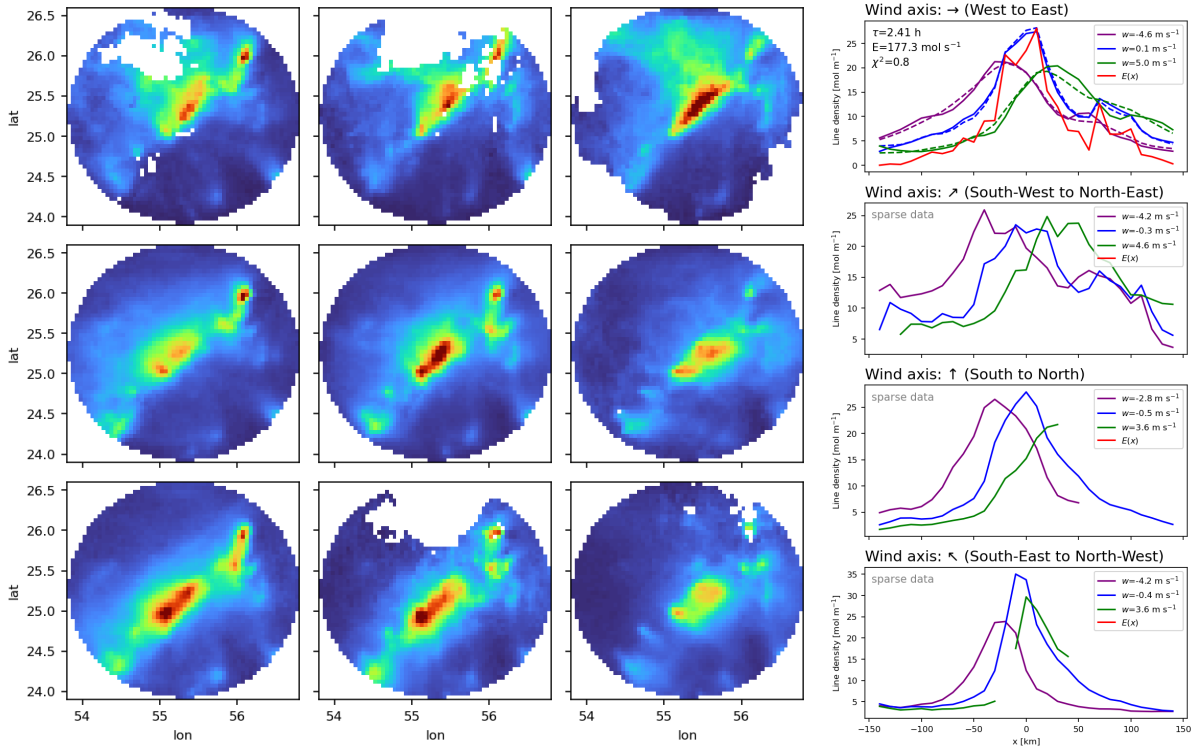 26.5
26.0
25.5
25.0
24.5
24.0
lat
26.5
26.0
25.5
25.0
24.5
24.0
lat
26.5
26.0
25.5
25.0
24.5
24.0
lat
54 55 56
lon
54 55 56
lon
54 55 56
lon
Wind axis: → (West to East)
τ=2.41 h
E=177.3 mol s⁻¹
χ²=0.8
w=-4.6 m s⁻¹
w=0.1 m s⁻¹
w=5.0 m s⁻¹
E(x)
Line density [mol m⁻¹]
25
20
15
10
5
0
Wind axis: ↗ (South-West to North-East)
sparse data
w=-4.2 m s⁻¹
w=-0.3 m s⁻¹
w=4.6 m s⁻¹
E(x)
Line density [mol m⁻¹]
25
20
15
10
5
Wind axis: ↑ (South to North)
sparse data
w=-2.8 m s⁻¹
w=-0.5 m s⁻¹
w=3.6 m s⁻¹
E(x)
Line density [mol m⁻¹]
25
20
15
10
5
Wind axis: ↖ (South-East to North-West)
sparse data
w=-4.2 m s⁻¹
w=-0.4 m s⁻¹
w=3.6 m s⁻¹
E(x)
Line density [mol m⁻¹]
35
30
25
20
15
10
5
−150 −100 −50 0 50 100 150
x [km]